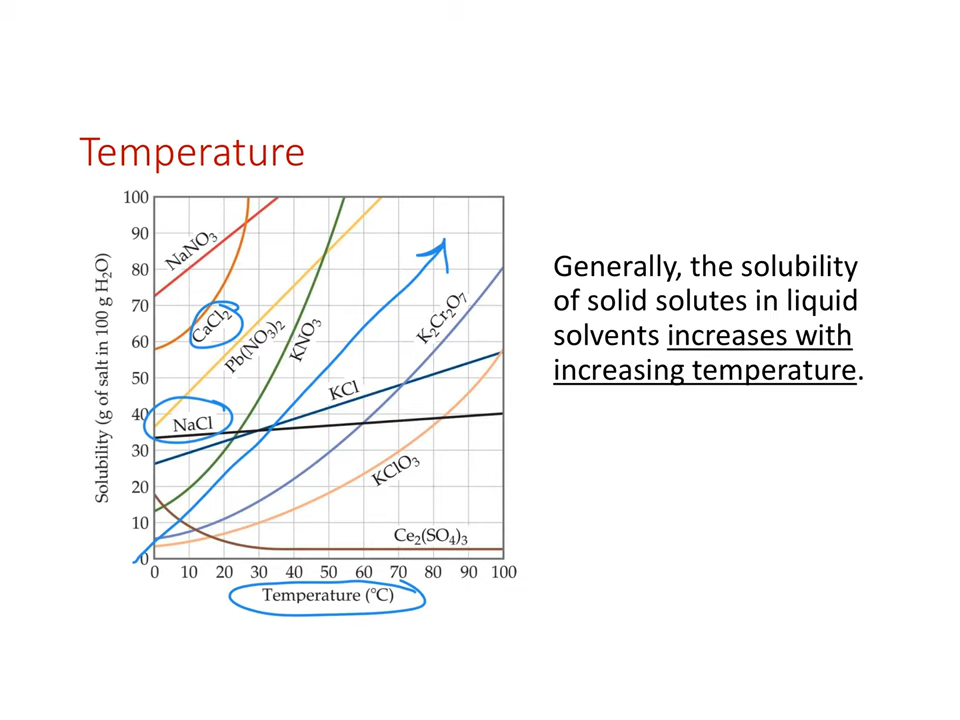 Temperature
Solubility (g of salt in 100 g H₂O)
100
90
80
70
60
50
40
30
20
10
0
NaNO₃
CaCl₂
Pb(NO₃)₂
KNO₃
KCl
K₂Cr₂O₇
NaCl
KClO₃
Ce₂(SO₄)₃
0 10 20 30 40 50 60 70 80 90 100
Temperature (°C)
Generally, the solubility
of solid solutes in liquid
solvents increases with
increasing temperature.